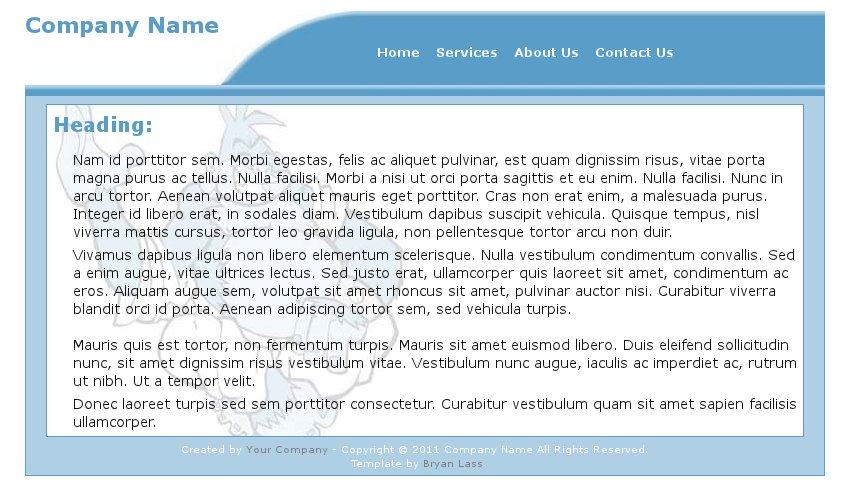 Company Name
Home Services About Us Contact Us
Heading:
Nam id porttitor sem. Morbi egestas, felis ac aliquet pulvinar, est quam dignissim risus, vitae porta
magna purus ac tellus. Nulla facilisi. Morbi a nisi ut orci porta sagittis et eu enim. Nulla facilisi. Nunc in
arcu tortor. Aenean volutpat aliquet mauris eget porttitor. Cras non erat enim, a malesuada purus.
Integer id libero erat, in sodales diam. Vestibulum dapibus suscipit vehicula. Quisque tempus, nisl
viverra mattis cursus, tortor leo gravida ligula, non pellentesque tortor arcu non duir.
Vivamus dapibus ligula non libero elementum scelerisque. Nulla vestibulum condimentum convallis. Sed
a enim augue, vitae ultrices lectus. Sed justo erat, ullamcorper quis laoreet sit amet, condimentum ac
eros. Aliquam augue sem, volutpat sit amet rhoncus sit amet, pulvinar auctor nisi. Curabitur viverra
blandit orci id porta. Aenean adipiscing tortor sem, sed vehicula turpis.
Mauris quis est tortor, non fermentum turpis. Mauris sit amet euismod libero. Duis eleifend sollicitudin
nunc, sit amet dignissim risus vestibulum vitae. Vestibulum nunc augue, iaculis ac imperdiet ac, rutrum
ut nibh. Ut a tempor velit.
Donec laoreet turpis sed sem porttitor consectetur. Curabitur vestibulum quam sit amet sapien facilisis
ullamcorper.
Created by Your Company - Copyright © 2011 Company Name All Rights Reserved.
Template by Bryan Lass